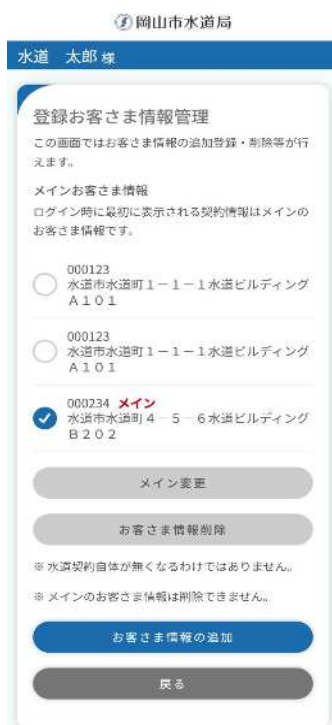 岡山市水道局
水道　太郎 様
登録お客さま情報管理
この画面ではお客さま情報の追加登録・削除等が行
えます。
メインお客さま情報
ログイン時に最初に表示される契約情報はメインの
お客さま情報です。
000123
水道市水道町１－１－１水道ビルディング
Ａ１０１
000123
水道市水道町１－１－１水道ビルディング
Ａ１０１
000234 メイン
水道市水道町４－５－６水道ビルディング
Ｂ２０２
メイン変更
お客さま情報削除
※ 水道契約自体が無くなるわけではありません。
※ メインのお客さま情報は削除できません。
お客さま情報の追加
戻る